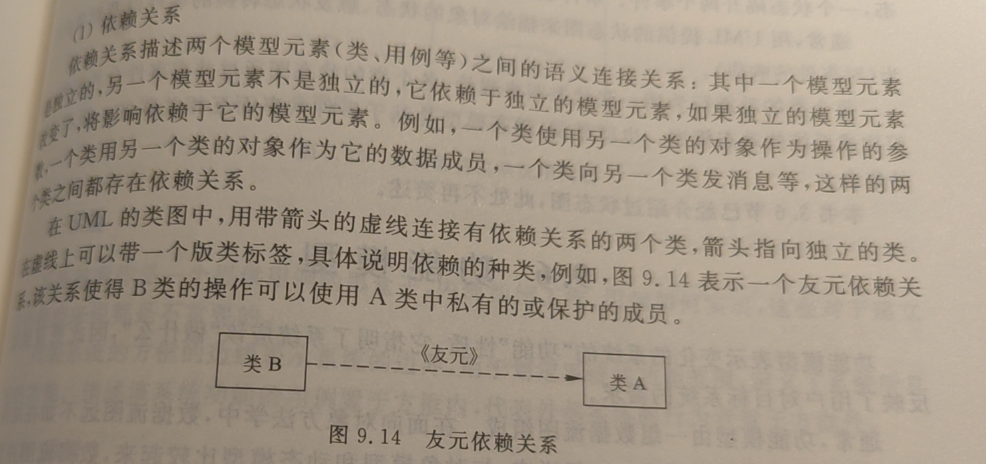 (1) 依赖关系
依赖关系描述两个模型元素(类、用例等)之间的语义连接关系：其中一个模型元素
是独立的,另一个模型元素不是独立的,它依赖于独立的模型元素,如果独立的模型元素
改变了,将影响依赖于它的模型元素。例如,一个类使用另一个类的对象作为操作的参
数,一个类用另一个类的对象作为它的数据成员,一个类向另一个类发消息等,这样的两
个类之间都存在依赖关系。
在 UML 的类图中,用带箭头的虚线连接有依赖关系的两个类,箭头指向独立的类。
在虚线上可以带一个版类标签,具体说明依赖的种类,例如,图 9.14 表示一个友元依赖关
系,该关系使得 B 类的操作可以使用 A 类中私有的或保护的成员。
类 B
《友元》
类 A
图 9.14 友元依赖关系